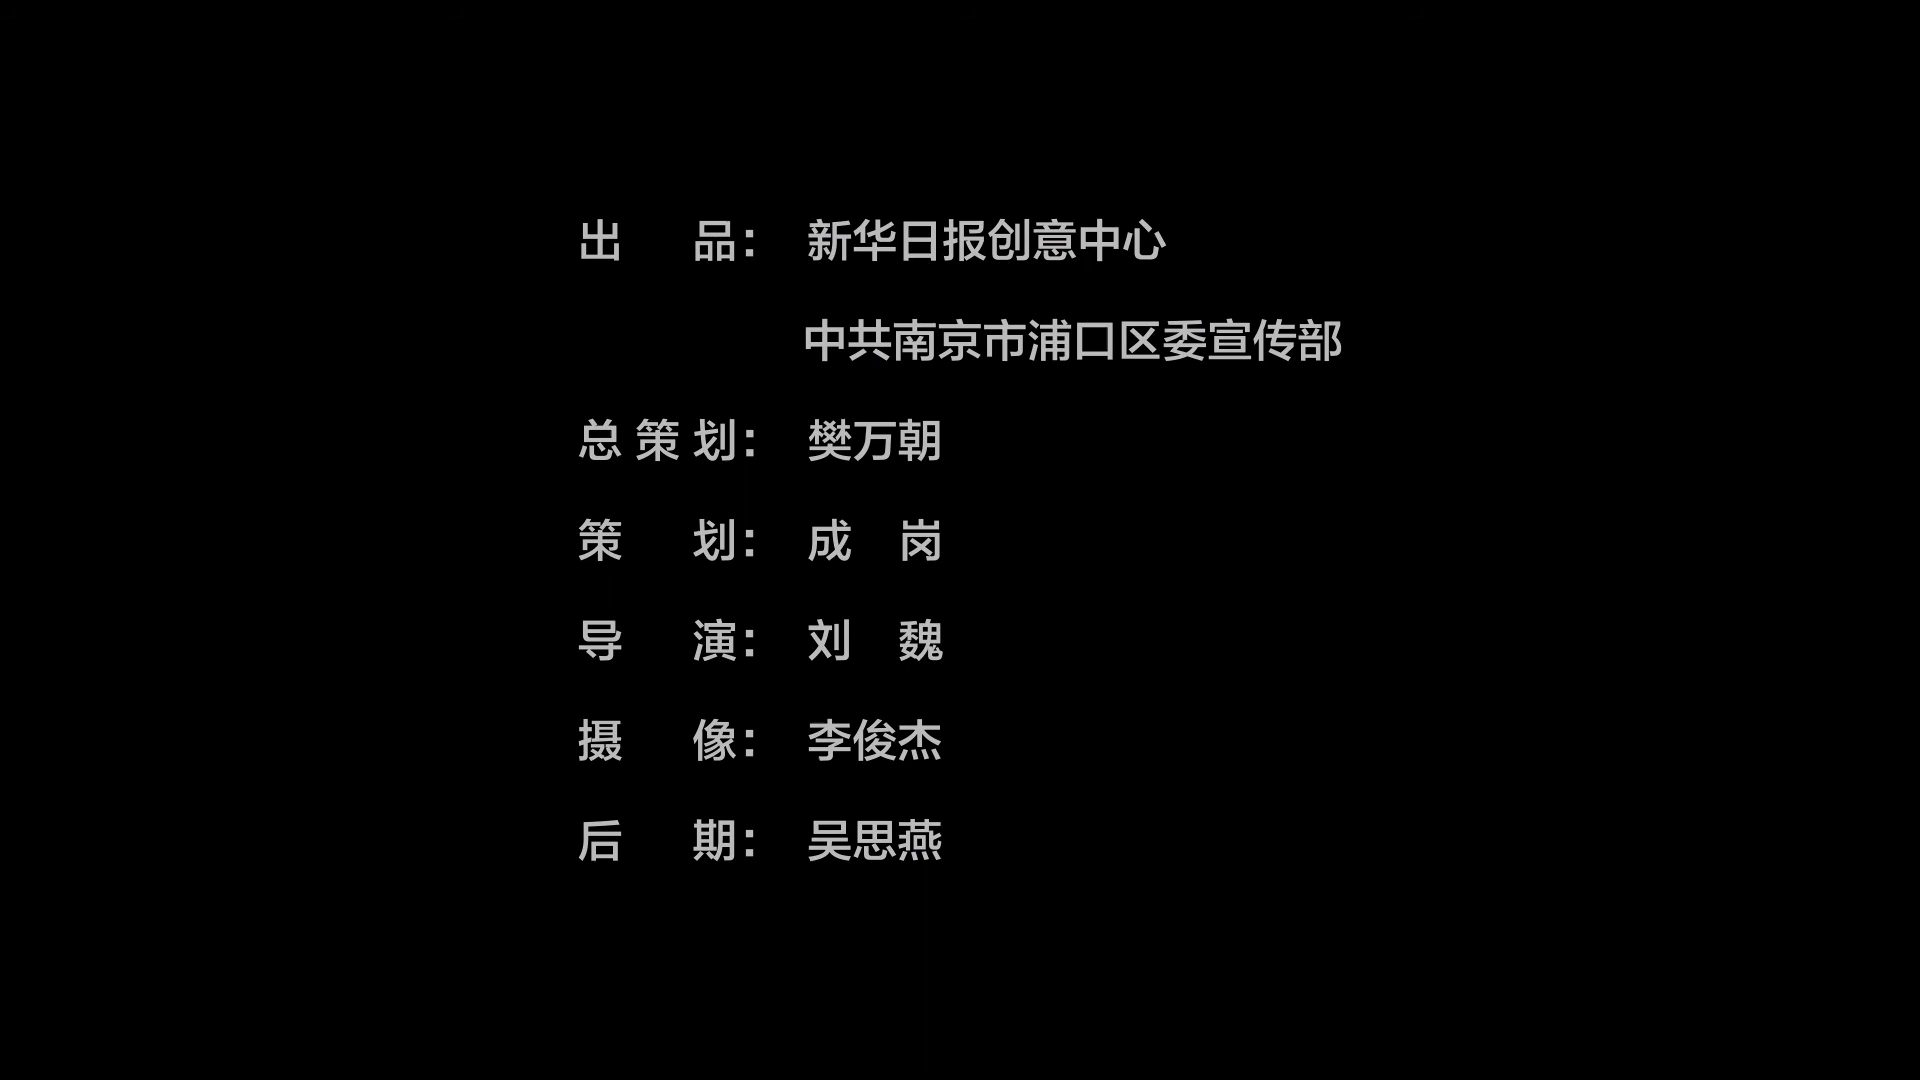 出 品： 新华日报创意中心
中共南京市浦口区委宣传部
总策划： 樊万朝
策 划： 成 岗
导 演： 刘 魏
摄 像： 李俊杰
后 期： 吴思燕